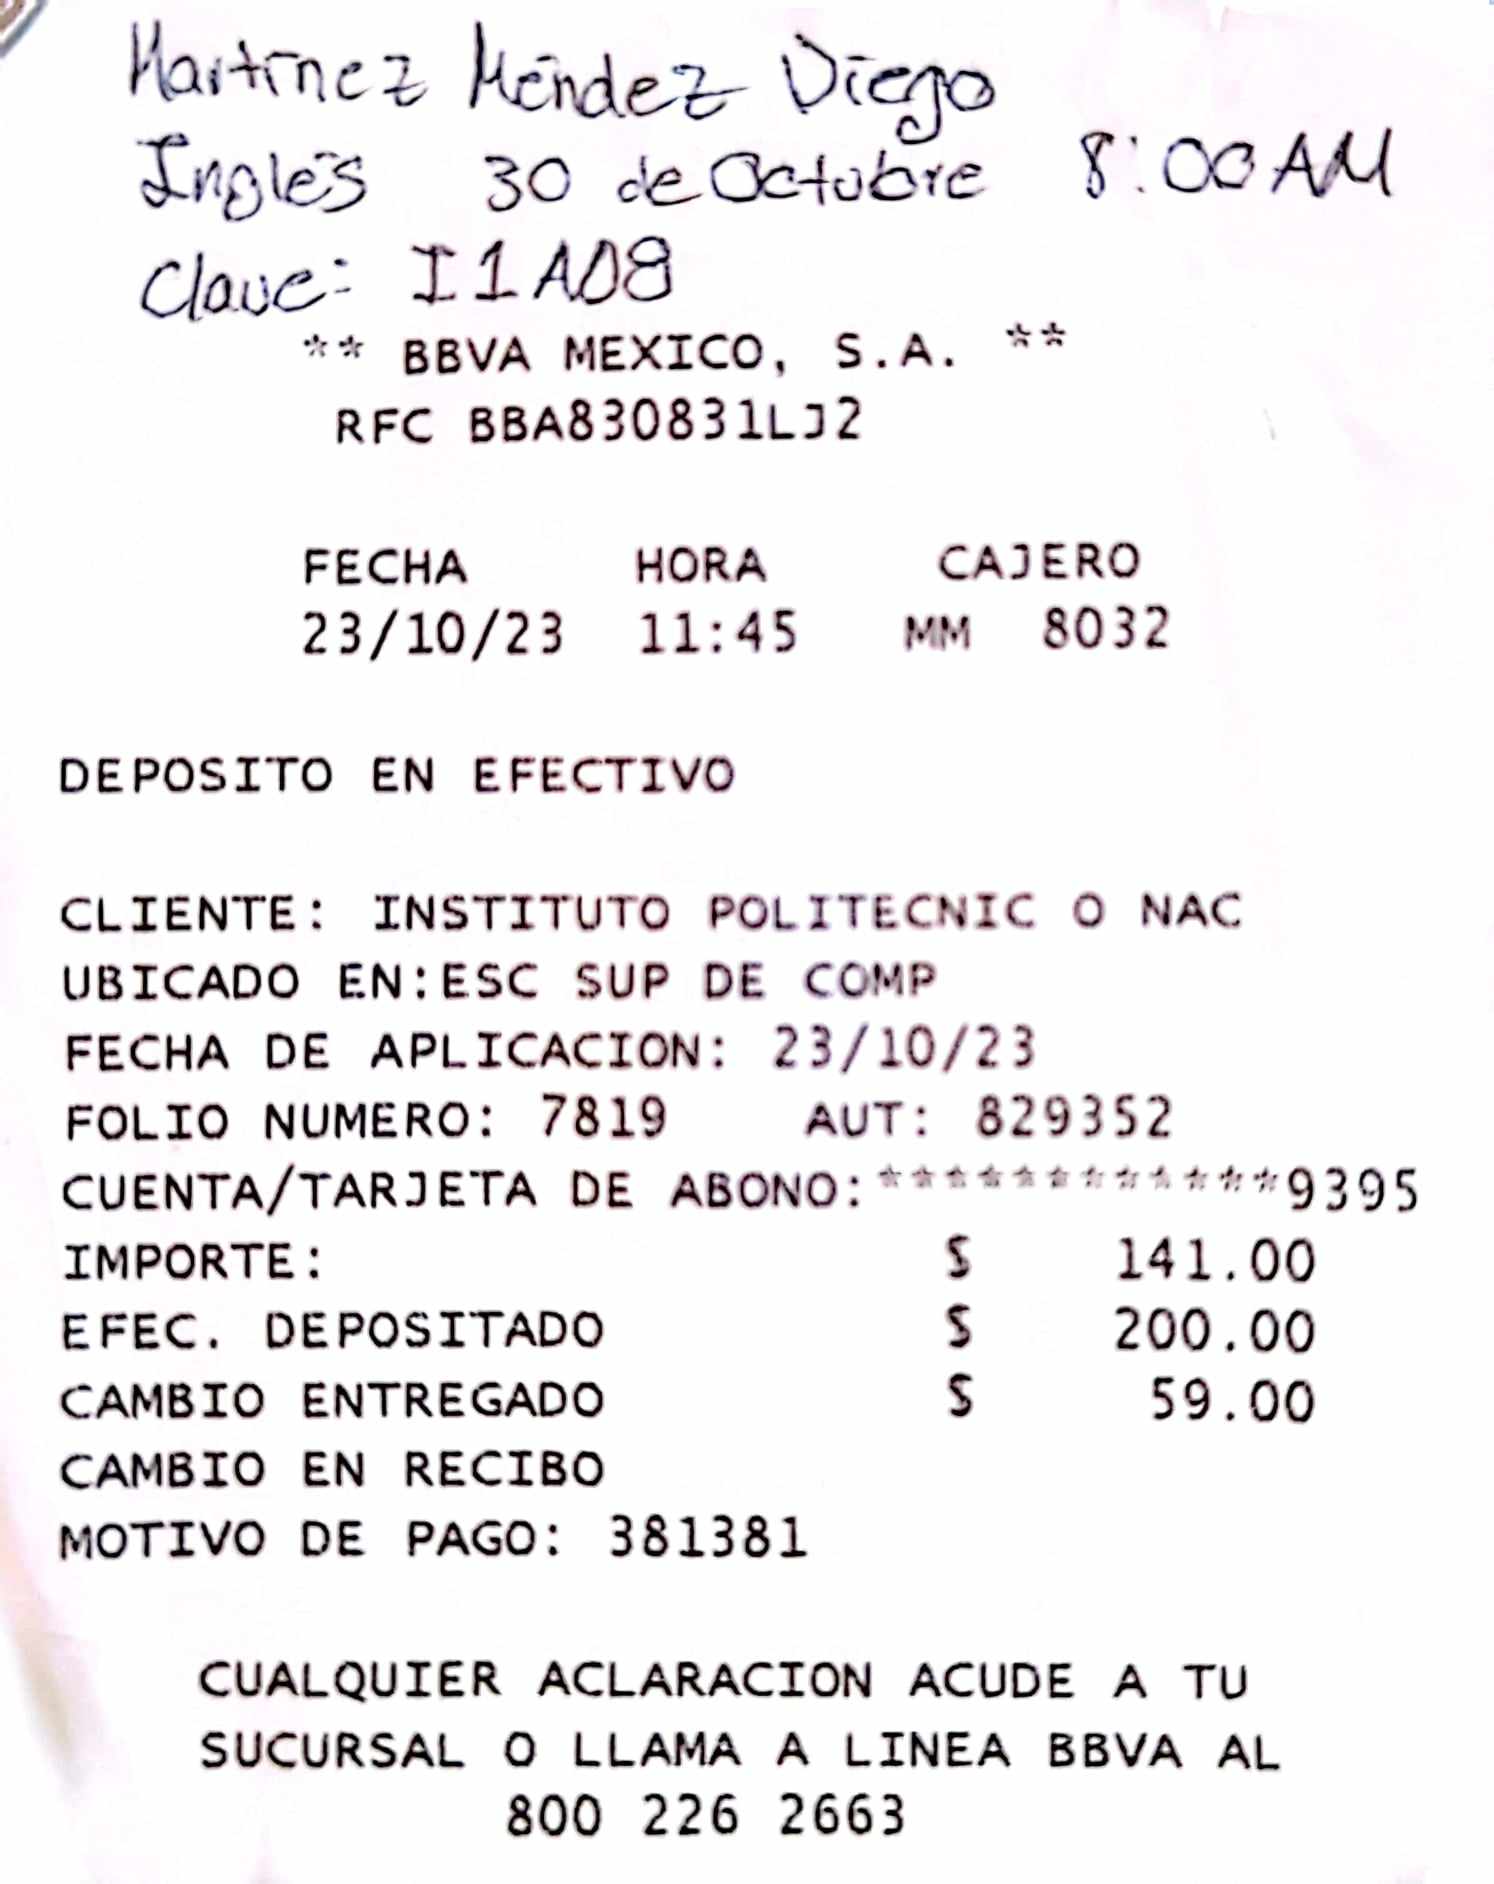 Martínez Méndez Diego
Inglés 30 de Octubre 8:00 AM
Clave: I1A08
** BBVA MEXICO, S.A. **
RFC BBA830831LJ2
FECHA HORA CAJERO
23/10/23 11:45 MM 8032
DEPOSITO EN EFECTIVO
CLIENTE: INSTITUTO POLITECNIC O NAC
UBICADO EN:ESC SUP DE COMP
FECHA DE APLICACION: 23/10/23
FOLIO NUMERO: 7819 AUT: 829352
CUENTA/TARJETA DE ABONO:************9395
IMPORTE: $ 141.00
EFEC. DEPOSITADO $ 200.00
CAMBIO ENTREGADO $ 59.00
CAMBIO EN RECIBO
MOTIVO DE PAGO: 381381
CUALQUIER ACLARACION ACUDE A TU
SUCURSAL O LLAMA A LINEA BBVA AL
800 226 2663